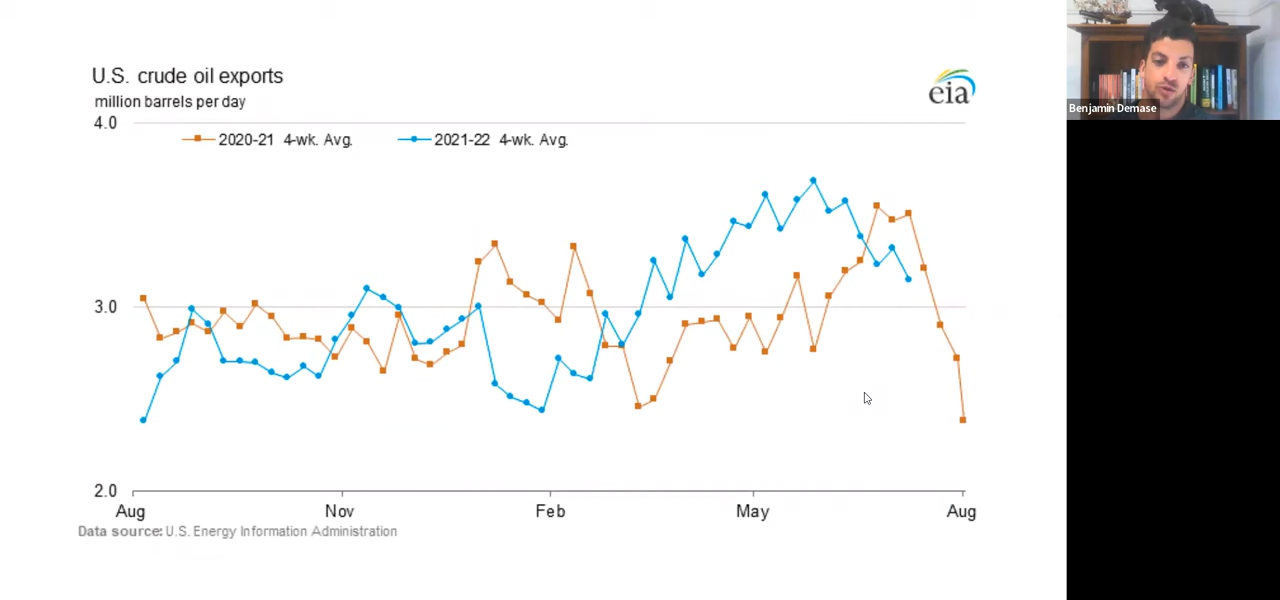 U.S. crude oil exports
million barrels per day
eia
4.0
2020-21 4-wk. Avg.
2021-22 4-wk. Avg.
3.0
2.0
Aug
Nov
Feb
May
Aug
Data source: U.S. Energy Information Administration
Benjamin Demase